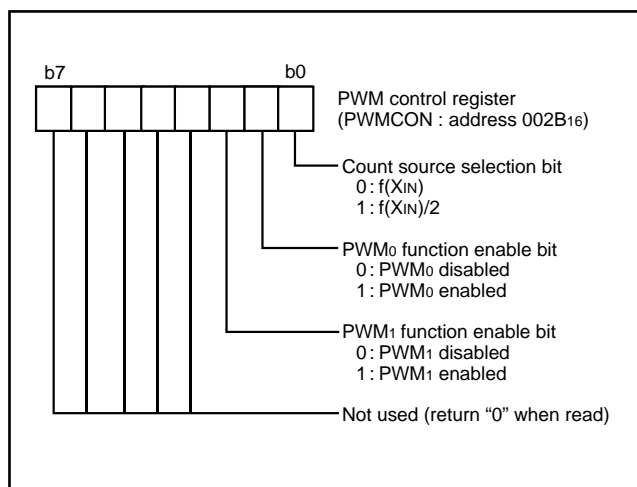 b7 b0
PWM control register
(PWMCON : address 002B16)
Count source selection bit
0 : f(XIN)
1 : f(XIN)/2
PWM0 function enable bit
0 : PWM0 disabled
1 : PWM0 enabled
PWM1 function enable bit
0 : PWM1 disabled
1 : PWM1 enabled
Not used (return “0” when read)